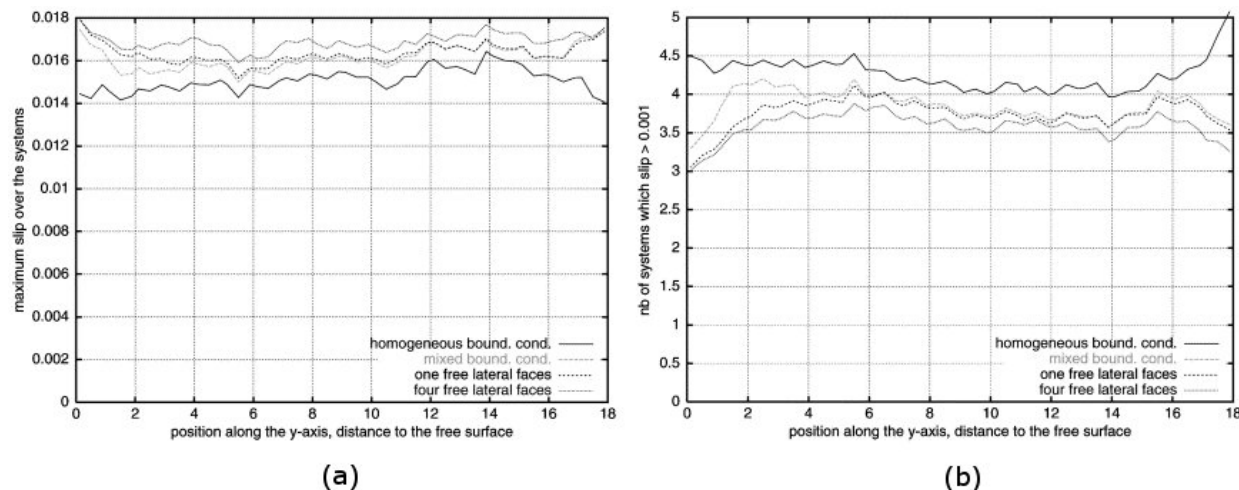 0.018
0.016
0.014
0.012
0.01
0.008
0.006
0.004
0.002
0
maximum slip over the systems
homogeneous bound. cond.
mixed bound. cond.
one free lateral faces
four free lateral faces
0 2 4 6 8 10 12 14 16 18
position along the y-axis, distance to the free surface
(a)
5
4.5
4
3.5
3
2.5
2
1.5
1
0.5
0
nb of systems which slip > 0.001
homogeneous bound. cond.
mixed bound. cond.
one free lateral faces
four free lateral faces
0 2 4 6 8 10 12 14 16 18
position along the y-axis, distance to the free surface
(b)